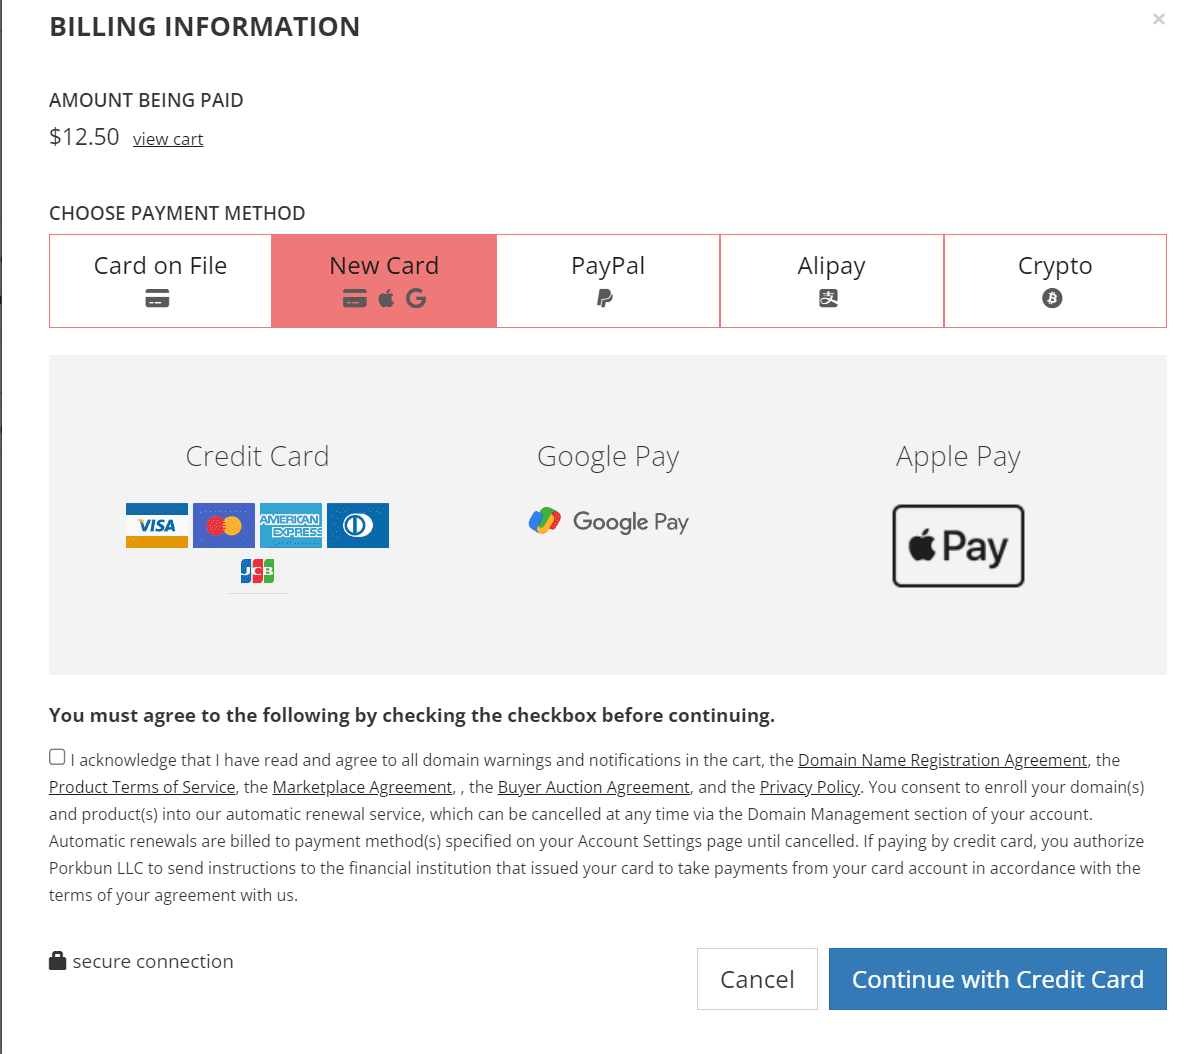 BILLING INFORMATION
×
AMOUNT BEING PAID
$12.50 view cart
CHOOSE PAYMENT METHOD
Card on File
New Card
PayPal
Alipay
Crypto
支
Credit Card
Google Pay
Apple Pay
VISA
AMERICAN
EXPRESS
JCB
Google Pay
Pay
You must agree to the following by checking the checkbox before continuing.
I acknowledge that I have read and agree to all domain warnings and notifications in the cart, the Domain Name Registration Agreement, the
Product Terms of Service, the Marketplace Agreement, , the Buyer Auction Agreement, and the Privacy Policy. You consent to enroll your domain(s)
and product(s) into our automatic renewal service, which can be cancelled at any time via the Domain Management section of your account.
Automatic renewals are billed to payment method(s) specified on your Account Settings page until cancelled. If paying by credit card, you authorize
Porkbun LLC to send instructions to the financial institution that issued your card to take payments from your card account in accordance with the
terms of your agreement with us.
secure connection
Cancel
Continue with Credit Card